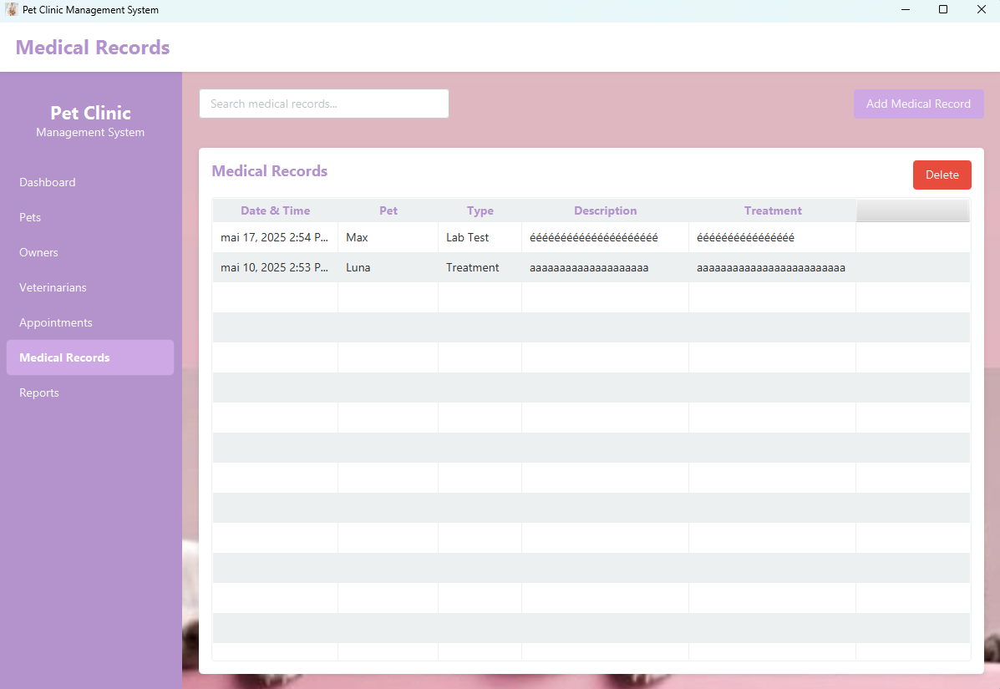 Pet Clinic Management System
Medical Records
Pet Clinic
Management System
Dashboard
Pets
Owners
Veterinarians
Appointments
Medical Records
Reports
Search medical records...
Add Medical Record
Medical Records
Delete
Date & Time Pet Type Description Treatment
mai 17, 2025 2:54 P... Max Lab Test ééééééééééééééééééééé éééééééééééééééé
mai 10, 2025 2:53 P... Luna Treatment aaaaaaaaaaaaaaaaaaaa aaaaaaaaaaaaaaaaaaaaaaaaa